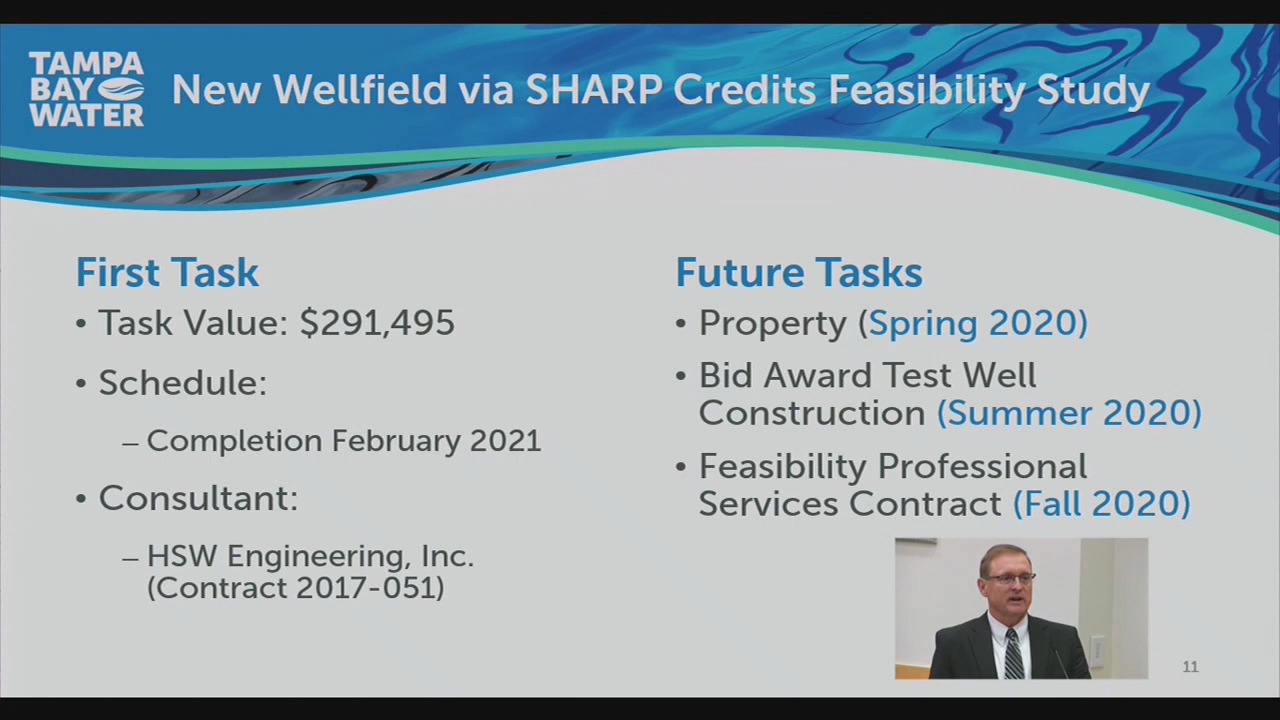 TAMPA
BAY
WATER
New Wellfield via SHARP Credits Feasibility Study
First Task
• Task Value: $291,495
• Schedule:
– Completion February 2021
• Consultant:
– HSW Engineering, Inc.
(Contract 2017-051)
Future Tasks
• Property (Spring 2020)
• Bid Award Test Well
Construction (Summer 2020)
• Feasibility Professional
Services Contract (Fall 2020)
11